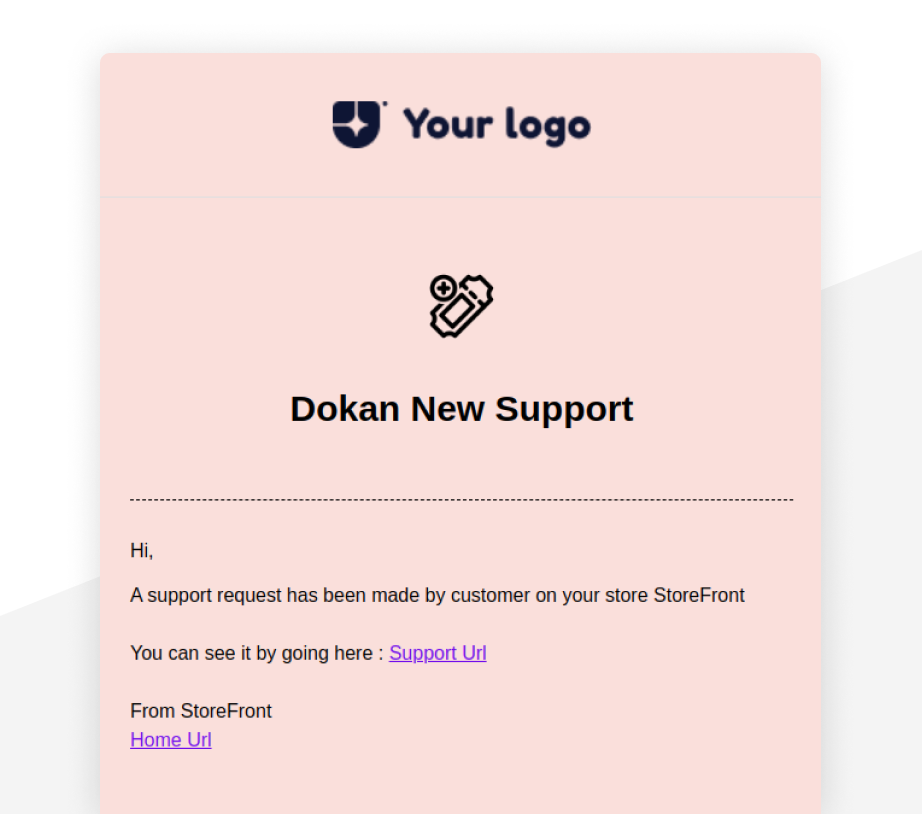 Your logo
Dokan New Support
Hi,
A support request has been made by customer on your store StoreFront
You can see it by going here : Support Url
From StoreFront
Home Url